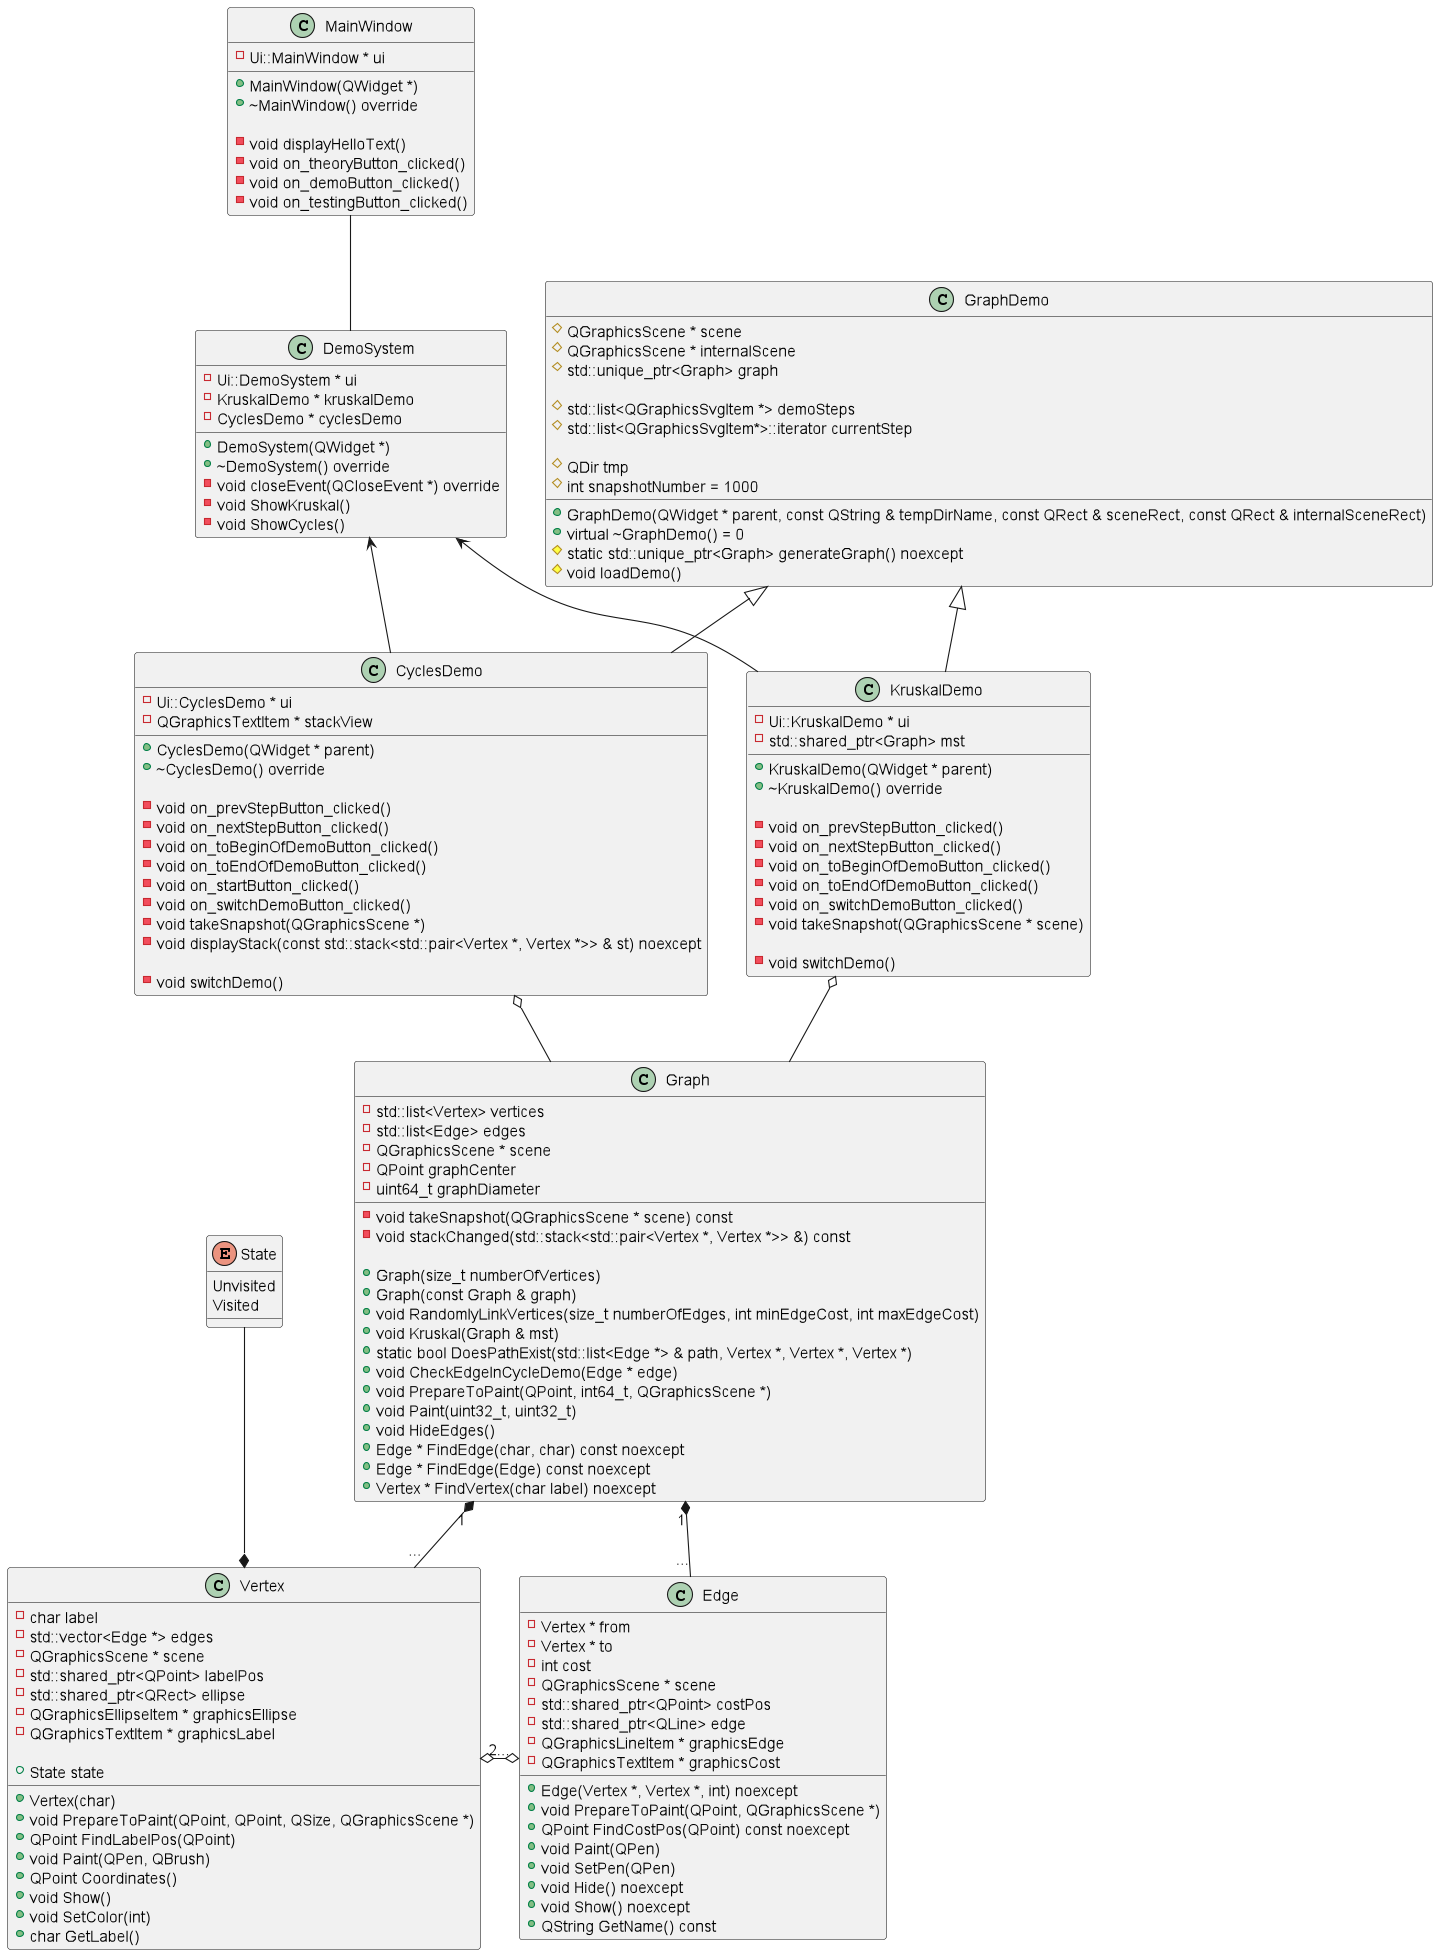 C MainWindow
Ui::MainWindow * ui
MainWindow(QWidget *)
~MainWindow() override
void displayHelloText()
void on_theoryButton_clicked()
void on_demoButton_clicked()
void on_testingButton_clicked()
C GraphDemo
QGraphicsScene * scene
QGraphicsScene * internalScene
std::unique_ptr<Graph> graph
std::list<QGraphicsSvgItem *> demoSteps
std::list<QGraphicsSvgItem*>::iterator currentStep
QDir tmp
int snapshotNumber = 1000
GraphDemo(QWidget * parent, const QString & tempDirName, const QRect & sceneRect, const QRect & internalSceneRect)
virtual ~GraphDemo() = 0
static std::unique_ptr<Graph> generateGraph() noexcept
void loadDemo()
C DemoSystem
Ui::DemoSystem * ui
KruskalDemo * kruskalDemo
CyclesDemo * cyclesDemo
DemoSystem(QWidget *)
~DemoSystem() override
void closeEvent(QCloseEvent *) override
void ShowKruskal()
void ShowCycles()
C CyclesDemo
Ui::CyclesDemo * ui
QGraphicsTextItem * stackView
CyclesDemo(QWidget * parent)
~CyclesDemo() override
void on_prevStepButton_clicked()
void on_nextStepButton_clicked()
void on_toBeginOfDemoButton_clicked()
void on_toEndOfDemoButton_clicked()
void on_startButton_clicked()
void on_switchDemoButton_clicked()
void takeSnapshot(QGraphicsScene *)
void displayStack(const std::stack<std::pair<Vertex *, Vertex *>> & st) noexcept
void switchDemo()
C KruskalDemo
Ui::KruskalDemo * ui
std::shared_ptr<Graph> mst
KruskalDemo(QWidget * parent)
~KruskalDemo() override
void on_prevStepButton_clicked()
void on_nextStepButton_clicked()
void on_toBeginOfDemoButton_clicked()
void on_toEndOfDemoButton_clicked()
void on_switchDemoButton_clicked()
void takeSnapshot(QGraphicsScene * scene)
void switchDemo()
C Graph
std::list<Vertex> vertices
std::list<Edge> edges
QGraphicsScene * scene
QPoint graphCenter
uint64_t graphDiameter
void takeSnapshot(QGraphicsScene * scene) const
void stackChanged(std::stack<std::pair<Vertex *, Vertex *>> &) const
Graph(size_t numberOfVertices)
Graph(const Graph & graph)
void RandomlyLinkVertices(size_t numberOfEdges, int minEdgeCost, int maxEdgeCost)
void Kruskal(Graph & mst)
static bool DoesPathExist(std::list<Edge *> & path, Vertex *, Vertex *, Vertex *)
void CheckEdgeInCycleDemo(Edge * edge)
void PrepareToPaint(QPoint, int64_t, QGraphicsScene *)
void Paint(uint32_t, uint32_t)
void HideEdges()
Edge * FindEdge(char, char) const noexcept
Edge * FindEdge(Edge) const noexcept
Vertex * FindVertex(char label) noexcept
E State
Unvisited
Visited
1
1
...
...
C Vertex
char label
std::vector<Edge *> edges
QGraphicsScene * scene
std::shared_ptr<QPoint> labelPos
std::shared_ptr<QRect> ellipse
QGraphicsEllipseItem * graphicsEllipse
QGraphicsTextItem * graphicsLabel
State state
Vertex(char)
void PrepareToPaint(QPoint, QPoint, QSize, QGraphicsScene *)
QPoint FindLabelPos(QPoint)
void Paint(QPen, QBrush)
QPoint Coordinates()
void Show()
void SetColor(int)
char GetLabel()
2...
C Edge
Vertex * from
Vertex * to
int cost
QGraphicsScene * scene
std::shared_ptr<QPoint> costPos
std::shared_ptr<QLine> edge
QGraphicsLineItem * graphicsEdge
QGraphicsTextItem * graphicsCost
Edge(Vertex *, Vertex *, int) noexcept
void PrepareToPaint(QPoint, QGraphicsScene *)
QPoint FindCostPos(QPoint) const noexcept
void Paint(QPen)
void SetPen(QPen)
void Hide() noexcept
void Show() noexcept
QString GetName() const